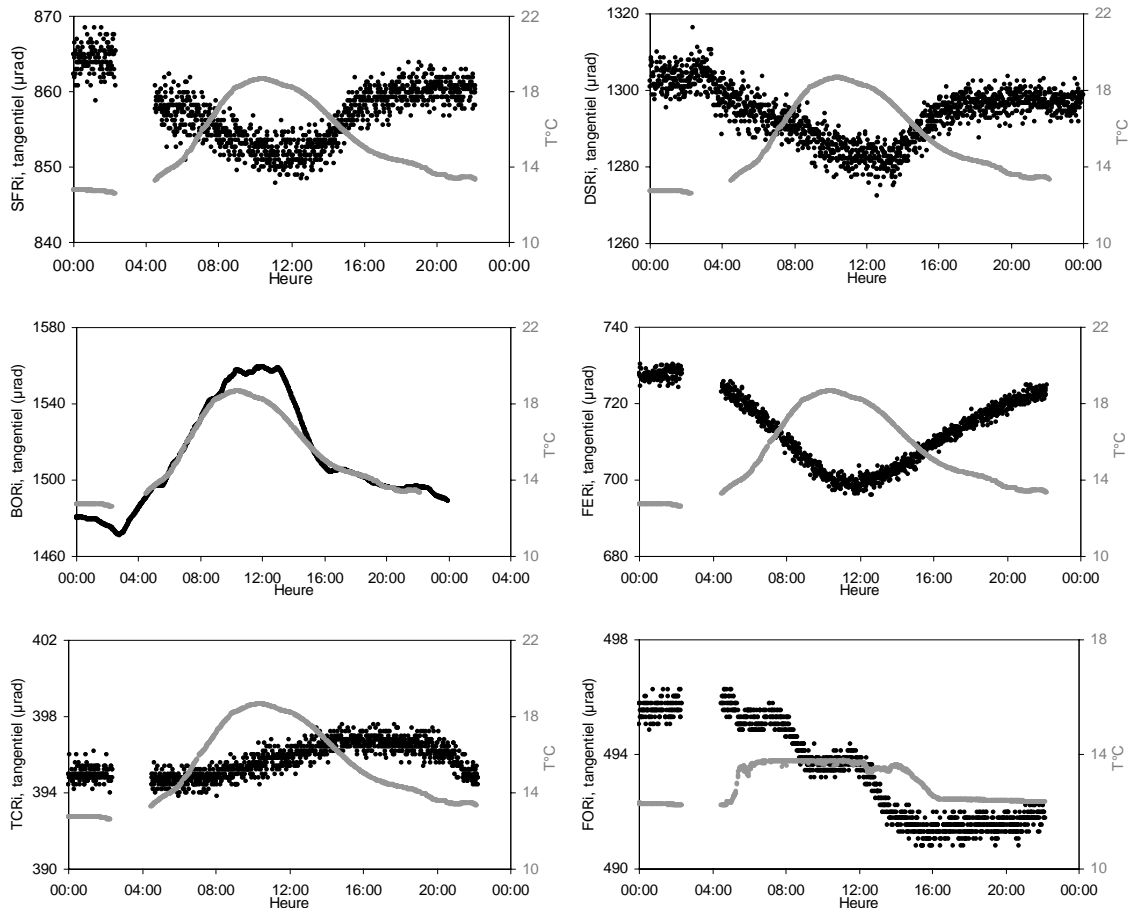 870
860
850
840
SFRi, tangentiel (µrad)
22
18
14
10
T°C
00:00 04:00 08:00 12:00 16:00 20:00 00:00
Heure
1320
1300
1280
1260
DSRi, tangentiel (µrad)
22
18
14
10
T°C
00:00 04:00 08:00 12:00 16:00 20:00 00:00
Heure
1580
1540
1500
1460
BORi, tangentiel (µrad)
22
18
14
10
T°C
00:00 04:00 08:00 12:00 16:00 20:00 00:00 04:00
Heure
740
720
700
680
FERi, tangentiel (µrad)
22
18
14
10
T°C
00:00 04:00 08:00 12:00 16:00 20:00 00:00
Heure
402
398
394
390
TCRi, tangentiel (µrad)
22
18
14
10
T°C
00:00 04:00 08:00 12:00 16:00 20:00 00:00
Heure
498
494
490
FORi, tangentiel (µrad)
18
14
10
T°C
00:00 04:00 08:00 12:00 16:00 20:00 00:00
Heure